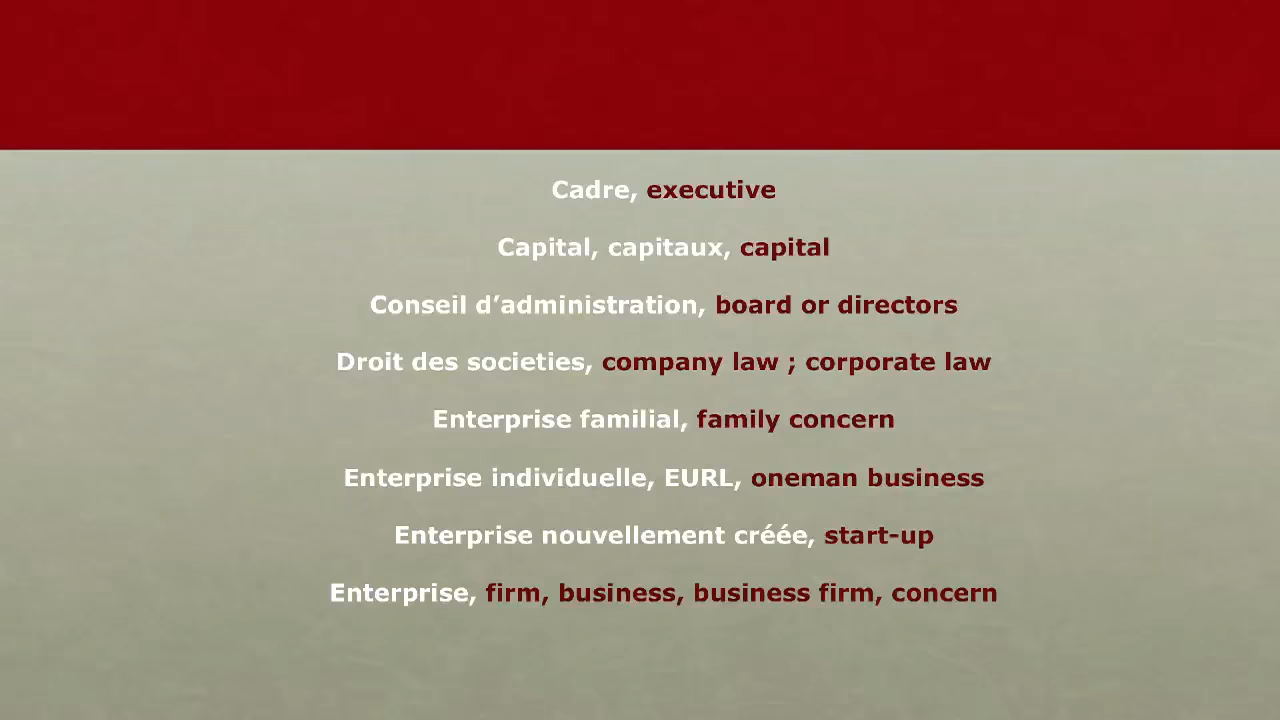 Cadre, executive
Capital, capitaux, capital
Conseil d’administration, board or directors
Droit des societies, company law ; corporate law
Enterprise familial, family concern
Enterprise individuelle, EURL, oneman business
Enterprise nouvellement créée, start-up
Enterprise, firm, business, business firm, concern